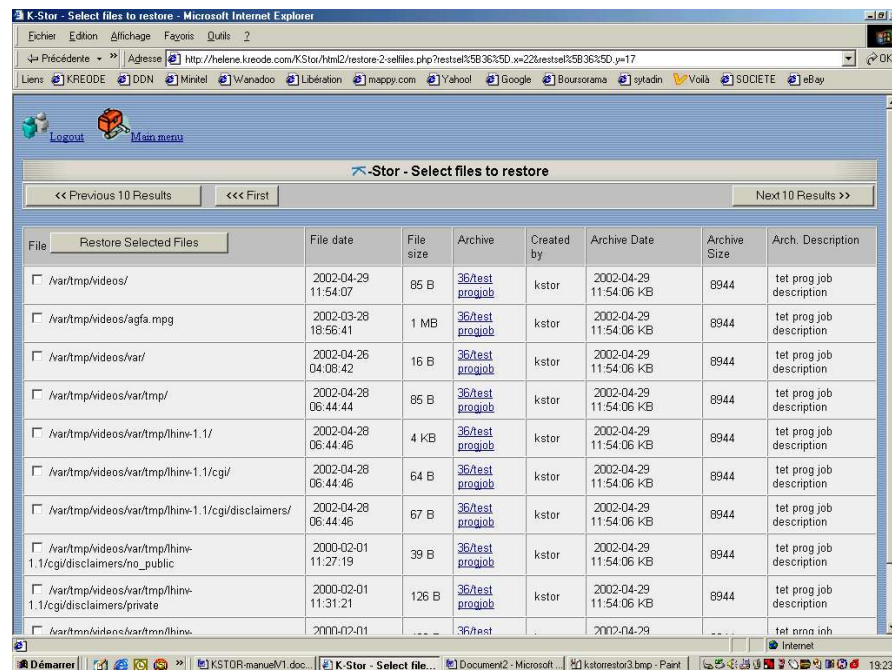 K-Stor - Select files to restore - Microsoft Internet Explorer
Fichier Edition Affichage Favoris Outils ?
Précédente » Adresse http://helene.kreode.com/KStor/html2/restore-2-selfiles.php?restsel%5B36%5D.x=22&restsel%5B36%5D.y=17 OK
Liens KREODE DDN Minitel Wanadoo Libération mappy.com Yahoo! Google Boursorama sytadin Voilà SOCIETE eBay
Logout Main menu
K-Stor - Select files to restore
<< Previous 10 Results <<< First Next 10 Results >>
File Restore Selected Files File date File size Archive Created by Archive Date Archive Size Arch. Description
/var/tmp/videos/ 2002-04-29 11:54:07 85 B 36/test progjob kstor 2002-04-29 11:54:06 KB 8944 tet prog job description
/var/tmp/videos/agfa.mpg 2002-03-28 18:56:41 1 MB 36/test progjob kstor 2002-04-29 11:54:06 KB 8944 tet prog job description
/var/tmp/videos/var/ 2002-04-26 04:08:42 16 B 36/test progjob kstor 2002-04-29 11:54:06 KB 8944 tet prog job description
/var/tmp/videos/var/tmp/ 2002-04-28 06:44:44 85 B 36/test progjob kstor 2002-04-29 11:54:06 KB 8944 tet prog job description
/var/tmp/videos/var/tmp/lhinv-1.1/ 2002-04-28 06:44:46 4 KB 36/test progjob kstor 2002-04-29 11:54:06 KB 8944 tet prog job description
/var/tmp/videos/var/tmp/lhinv-1.1/cgi/ 2002-04-28 06:44:46 64 B 36/test progjob kstor 2002-04-29 11:54:06 KB 8944 tet prog job description
/var/tmp/videos/var/tmp/lhinv-1.1/cgi/disclaimers/ 2002-04-28 06:44:46 67 B 36/test progjob kstor 2002-04-29 11:54:06 KB 8944 tet prog job description
/var/tmp/videos/var/tmp/lhinv-1.1/cgi/disclaimers/no_public 2000-02-01 11:27:19 39 B 36/test progjob kstor 2002-04-29 11:54:06 KB 8944 tet prog job description
/var/tmp/videos/var/tmp/lhinv-1.1/cgi/disclaimers/private 2000-02-01 11:31:21 126 B 36/test progjob kstor 2002-04-29 11:54:06 KB 8944 tet prog job description
/var/tmp/videos/var/tmp/lhinv- 2000-02-01 36/test 2002-04-29 tet prog job
Internet
Démarrer » KSTOR-manuelV1.doc... K-Stor - Select file... Document2 - Microsoft ... kstorrestor3.bmp - Paint